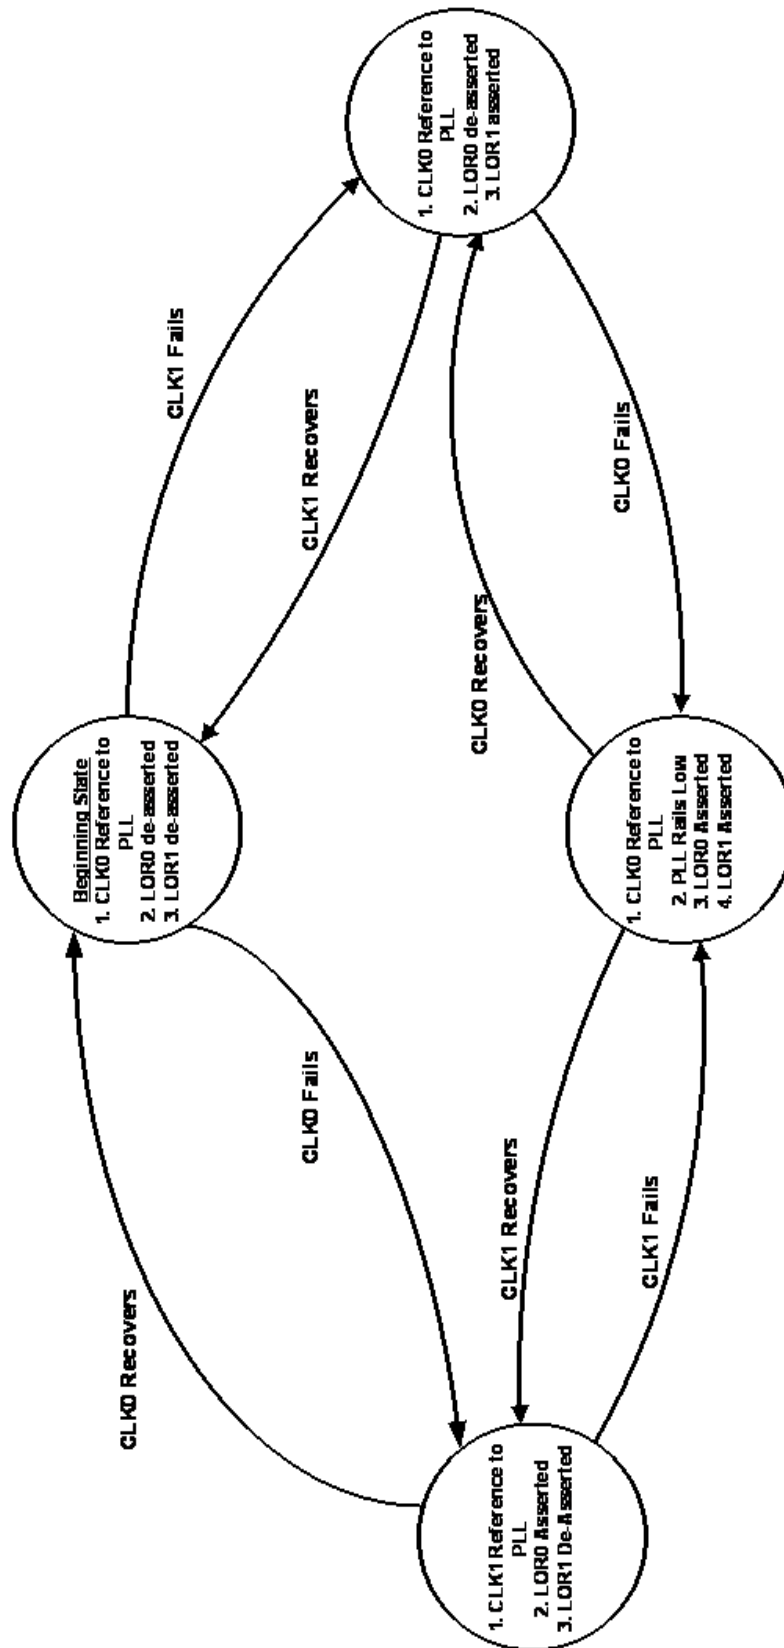 Beginning State
1. CLK0 Reference to
PLL
2. LOR0 de-asserted
3. LOR1 de-asserted
CLK0 Recovers
CLK0 Fails
CLK1 Fails
CLK1 Recovers
1. CLK1 Reference to
PLL
2. LOR0 Asserted
3. LOR1 De-Asserted
1. CLK0 Reference to
PLL
2. LOR0 de-asserted
3. LOR1 asserted
CLK1 Recovers
CLK1 Fails
CLK0 Recovers
CLK0 Fails
1. CLK0 Reference to
PLL
2. PLL Rails Low
3. LOR0 Asserted
4. LOR1 Asserted